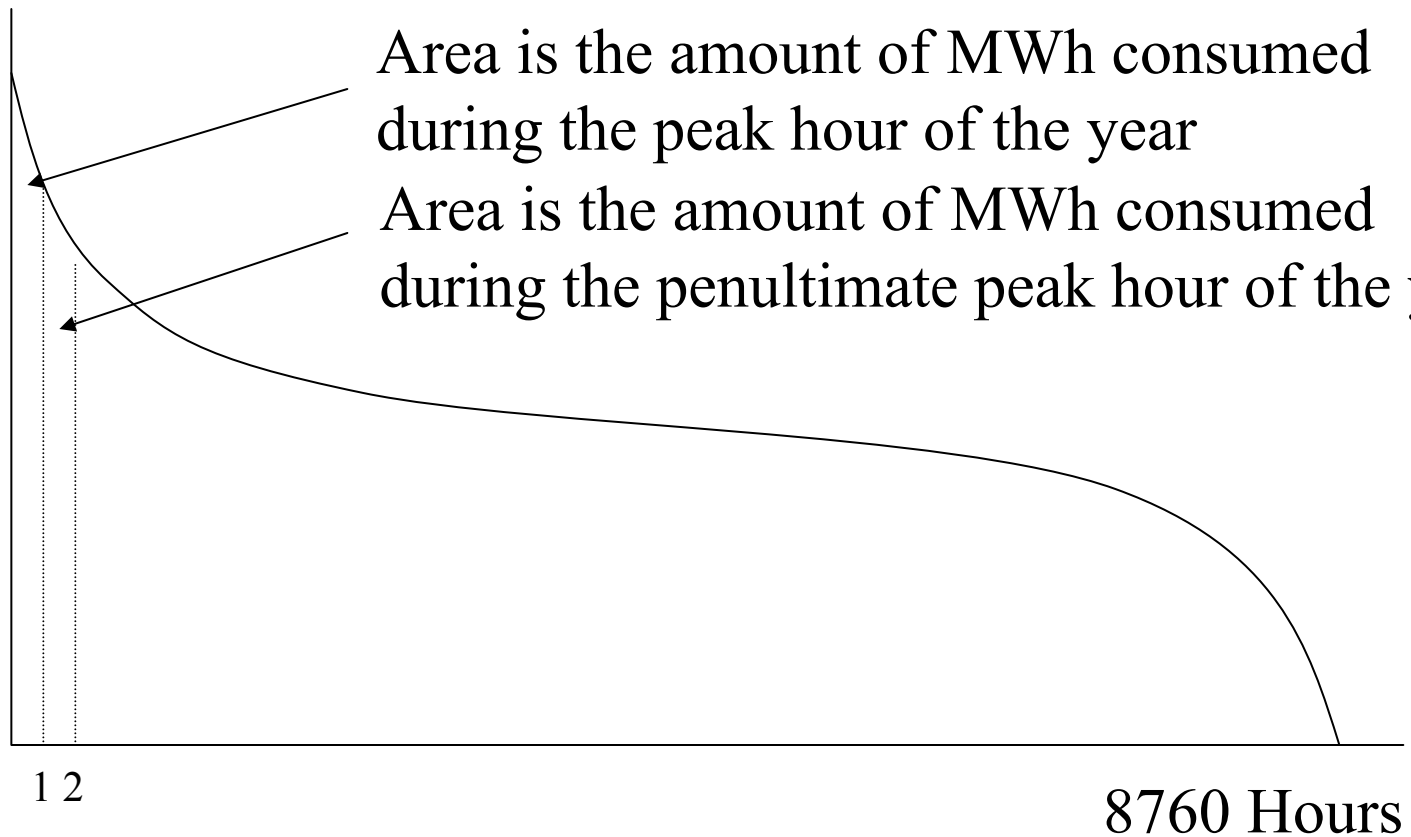 Area is the amount of MWh consumed
during the peak hour of the year
Area is the amount of MWh consumed
during the penultimate peak hour of the
1 2
8760 Hours